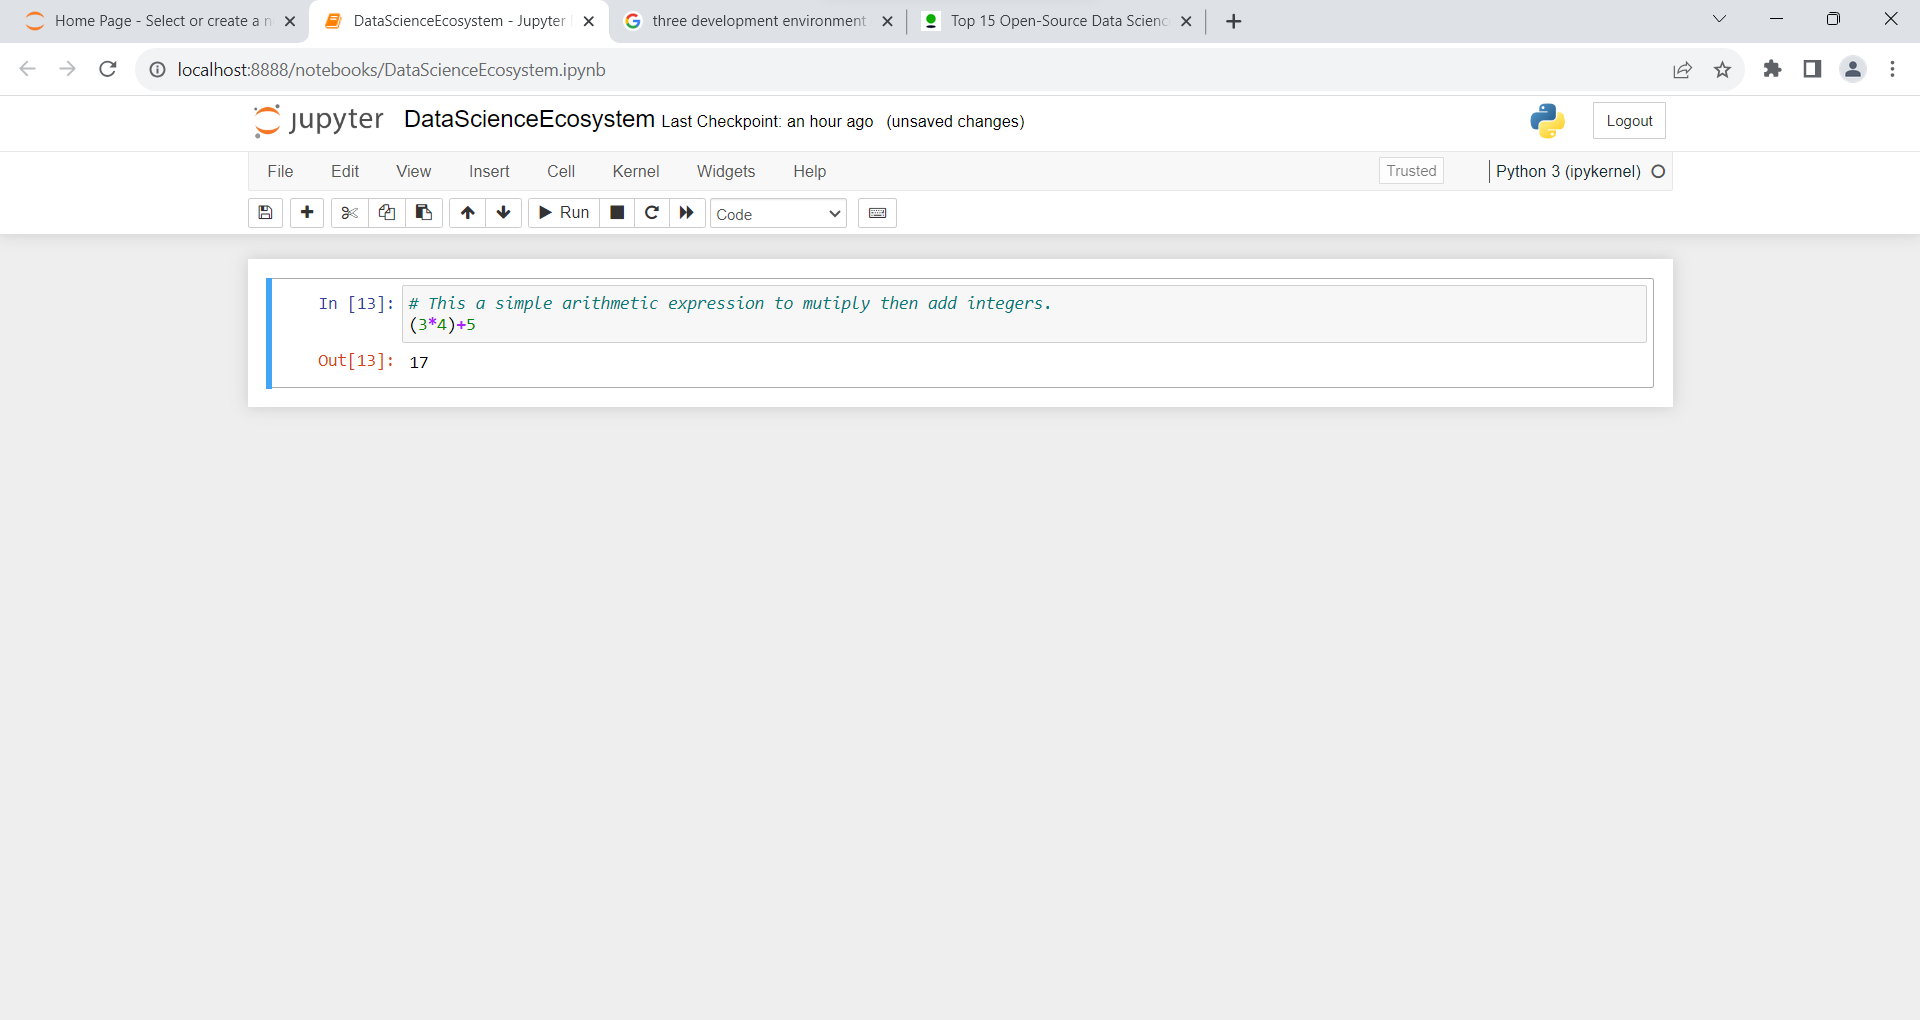 Home Page - Select or create a n
DataScienceEcosystem - Jupyter
three development environment
Top 15 Open-Source Data Scienc
localhost:8888/notebooks/DataScienceEcosystem.ipynb
jupyter DataScienceEcosystem Last Checkpoint: an hour ago (unsaved changes)
Logout
File Edit View Insert Cell Kernel Widgets Help
Trusted
Python 3 (ipykernel)
Run
Code
In [13]: # This a simple arithmetic expression to mutiply then add integers.
(3*4)+5
Out[13]: 17